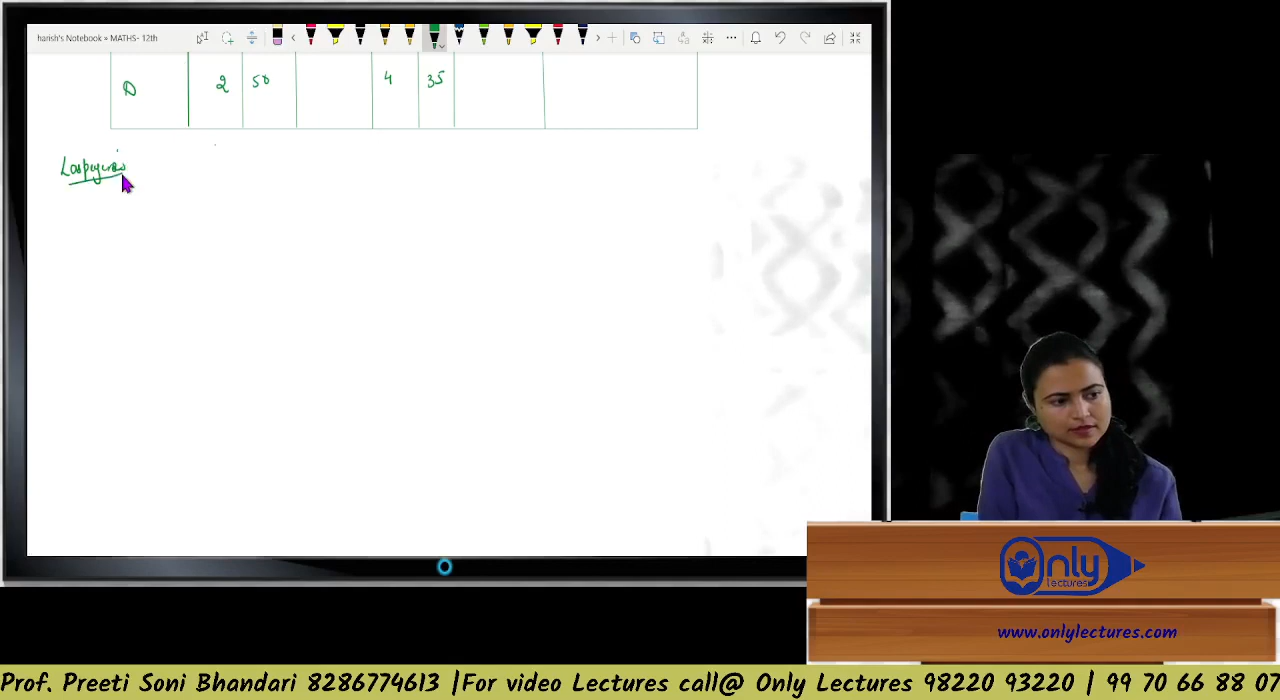 harish's Notebook » MATHS- 12th
D 2 50 4 35
Laspeyre's
Only
lectures
www.onlylectures.com
Prof. Preeti Soni Bhandari 8286774613 |For video Lectures call@ Only Lectures 98220 93220 | 99 70 66 88 07